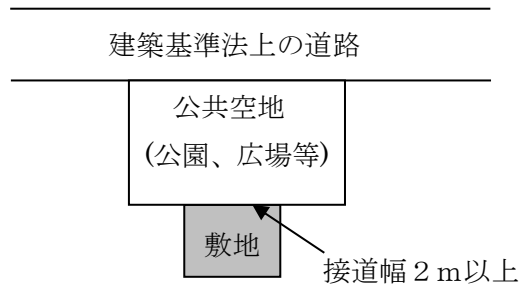 建築基準法上の道路
公共空地
(公園、広場等)
敷地
接道幅２ｍ以上